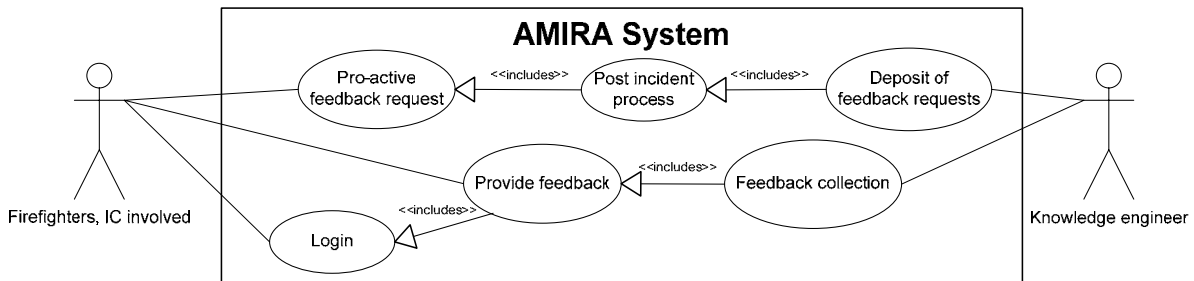 AMIRA System
Pro-active
feedback request
<<includes>>
Post incident
process
<<includes>>
Deposit of
feedback requests
Provide feedback
<<includes>>
Feedback collection
<<includes>>
Login
Firefighters, IC involved
Knowledge engineer